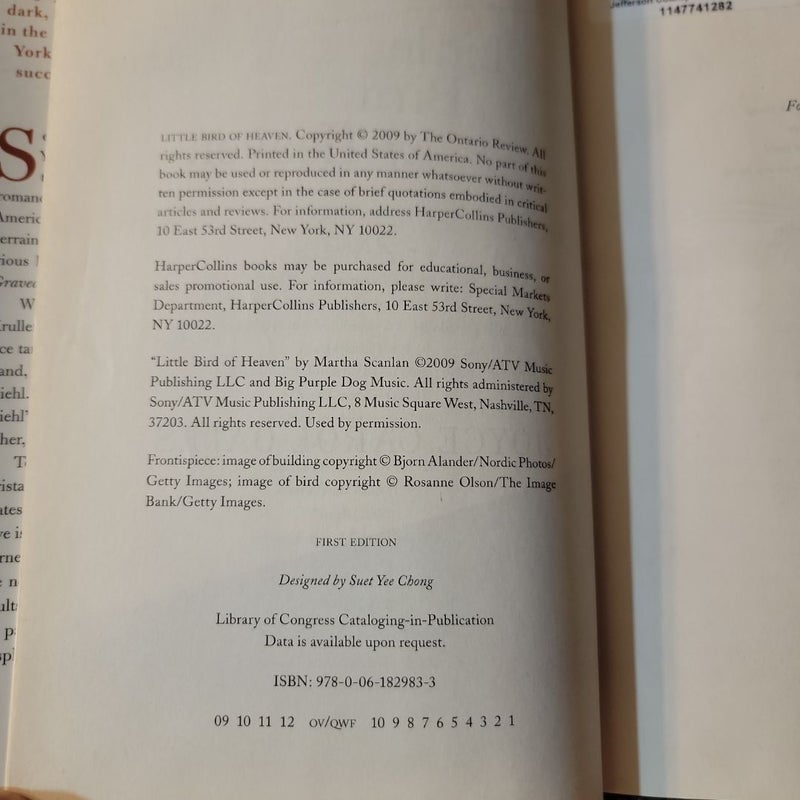 dark,
in the
York
succ
S
Jefferson
1147741282
LITTLE BIRD OF HEAVEN. Copyright © 2009 by The Ontario Review. All
rights reserved. Printed in the United States of America. No part of this
book may be used or reproduced in any manner whatsoever without writ-
ten permission except in the case of brief quotations embodied in critical
articles and reviews. For information, address HarperCollins Publishers,
10 East 53rd Street, New York, NY 10022.
HarperCollins books may be purchased for educational, business, or
sales promotional use. For information, please write: Special Markets
Department, HarperCollins Publishers, 10 East 53rd Street, New York,
NY 10022.
“Little Bird of Heaven” by Martha Scanlan ©2009 Sony/ATV Music
Publishing LLC and Big Purple Dog Music. All rights administered by
Sony/ATV Music Publishing LLC, 8 Music Square West, Nashville, TN,
37203. All rights reserved. Used by permission.
Frontispiece: image of building copyright © Bjorn Alander/Nordic Photos/
Getty Images; image of bird copyright © Rosanne Olson/The Image
Bank/Getty Images.
FIRST EDITION
Designed by Suet Yee Chong
Library of Congress Cataloging-in-Publication
Data is available upon request.
ISBN: 978-0-06-182983-3
09 10 11 12 OV/QWF 10 9 8 7 6 5 4 3 2 1